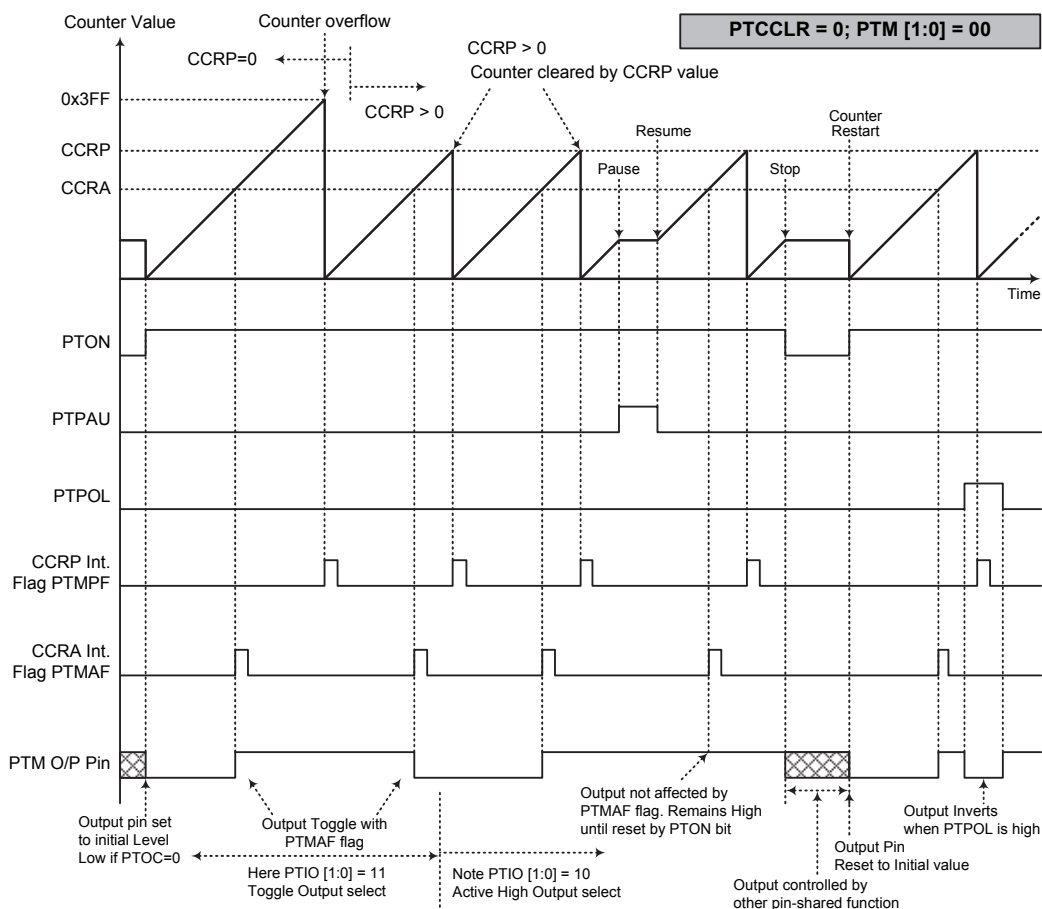 Counter Value
Counter overflow
PTCCLR = 0; PTM [1:0] = 00
CCRP=0
CCRP > 0
CCRP > 0
Counter cleared by CCRP value
0x3FF
CCRP
CCRA
Pause
Resume
Stop
Counter
Restart
Time
PTON
PTPAU
PTPOL
CCRP Int.
Flag PTMPF
CCRA Int.
Flag PTMAF
PTM O/P Pin
Output pin set
to initial Level
Low if PTOC=0
Output Toggle with
PTMAF flag
Here PTIO [1:0] = 11
Toggle Output select
Note PTIO [1:0] = 10
Active High Output select
Output not affected by
PTMAF flag. Remains High
until reset by PTON bit
Output controlled by
other pin-shared function
Output Pin
Reset to Initial value
Output Inverts
when PTPOL is high